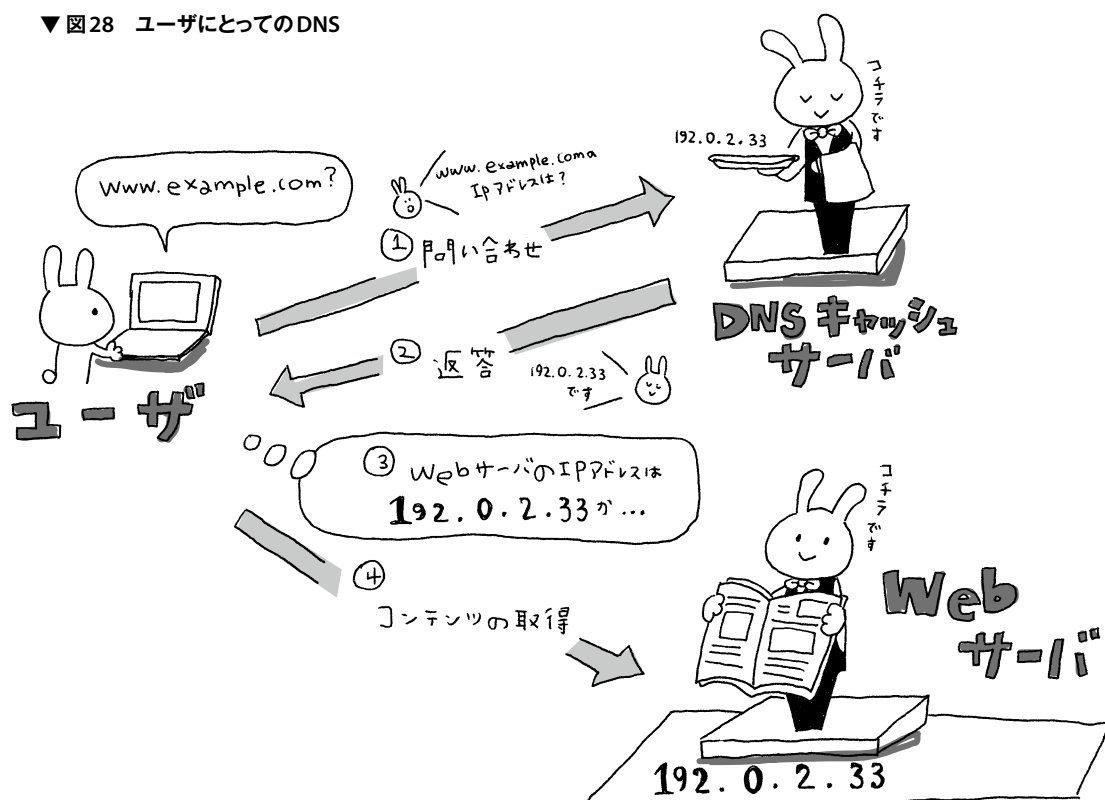 ▼図28 ユーザにとってのDNS
www.example.com?
www.example.comの
Ipアドレスは？
① 問い合わせ
192.0.2.33
コチラです
DNSキャッシュ
サーバ
② 返答
192.0.2.33
です
ユーザ
③ WebサーバのIPアドレスは
192.0.2.33か…
④
コンテンツの取得
コチラです
Web
サーバ
192.0.2.33